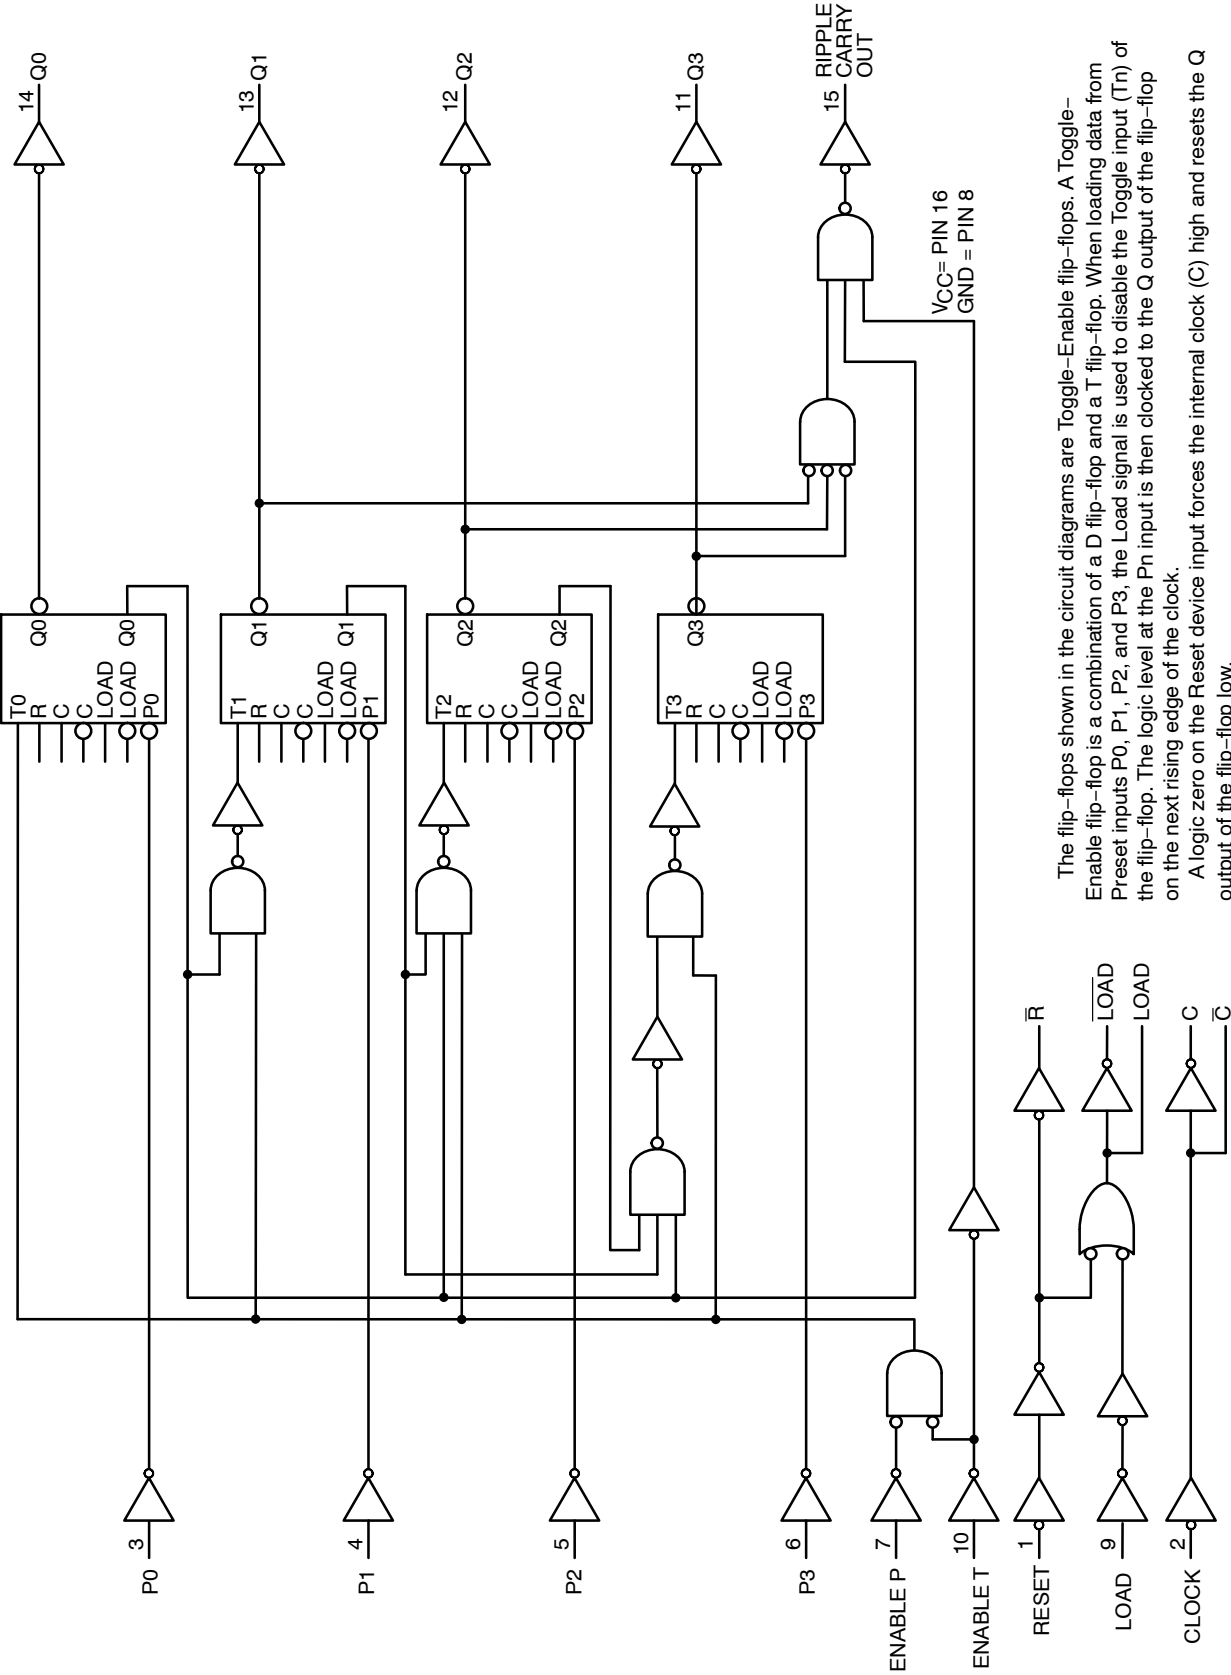 P0
3
P1
4
P2
5
P3
6
ENABLE P
7
ENABLE T
10
RESET
1
LOAD
9
CLOCK
2
R̅
L̅O̅A̅D̅
LOAD
C
C̅
T0
R
C
C
LOAD
LOAD
P0
Q0
Q0
T1
R
C
C
LOAD
LOAD
P1
Q1
Q1
T2
R
C
C
LOAD
LOAD
P2
Q2
Q2
T3
R
C
C
LOAD
LOAD
P3
Q3
14 Q0
13 Q1
12 Q2
11 Q3
15
RIPPLE
CARRY
OUT
VCC= PIN 16
GND = PIN 8
The flip−flops shown in the circuit diagrams are Toggle−Enable flip−flops. A Toggle−
Enable flip−flop is a combination of a D flip−flop and a T flip−flop. When loading data from
Preset inputs P0, P1, P2, and P3, the Load signal is used to disable the Toggle input (Tn) of
the flip−flop. The logic level at the Pn input is then clocked to the Q output of the flip−flop
on the next rising edge of the clock.
A logic zero on the Reset device input forces the internal clock (C) high and resets the Q
output of the flip−flop low.